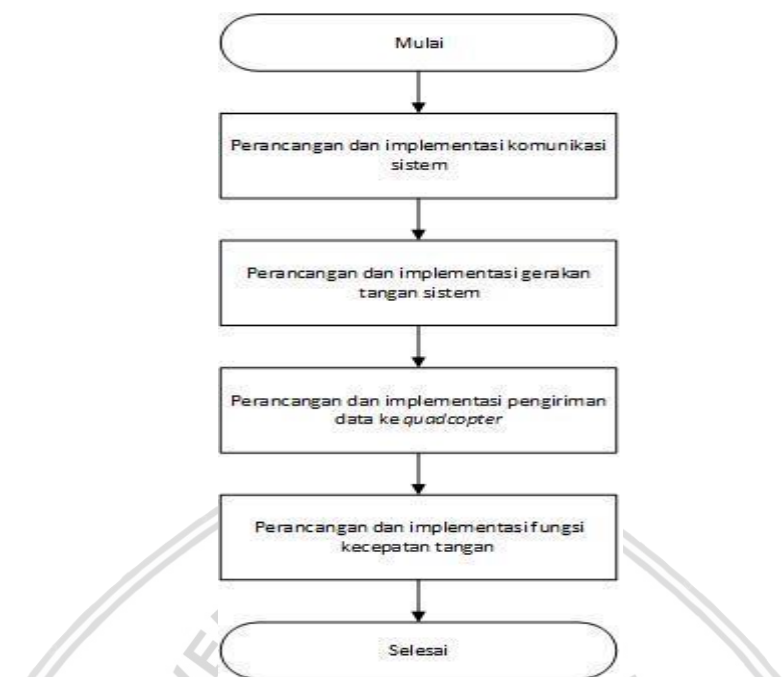 Mulai
Perancangan dan implementasi komunikasi
sistem
Perancangan dan implementasi gerakan
tangan sistem
Perancangan dan implementasi pengiriman
data ke quadcopter
Perancangan dan implementasi fungsi
kecepatan tangan
Selesai